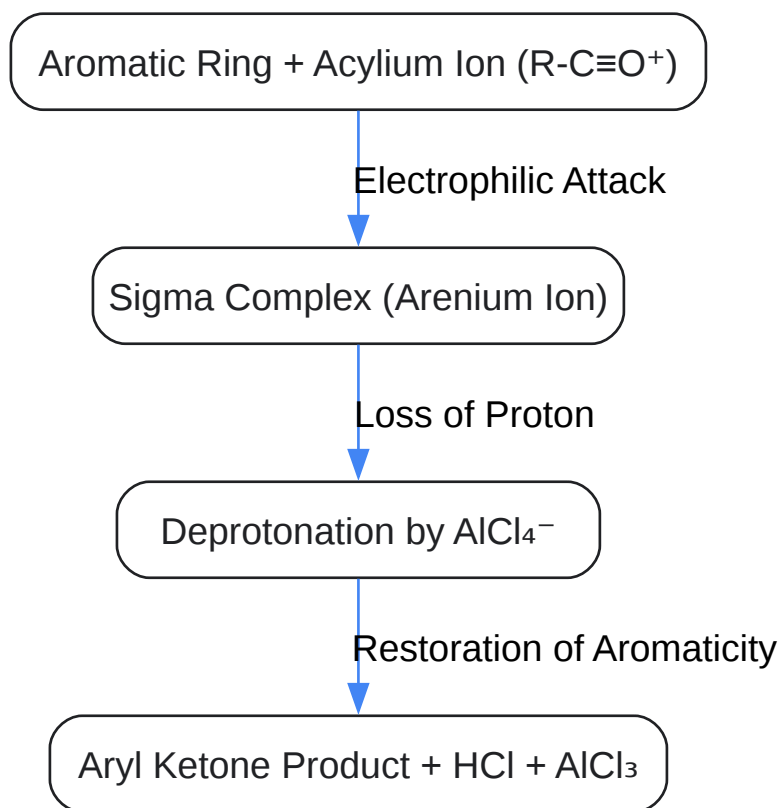 Aromatic Ring + Acylium Ion (R-C≡O⁺)
Electrophilic Attack
Sigma Complex (Arenium Ion)
Loss of Proton
Deprotonation by AlCl₄⁻
Restoration of Aromaticity
Aryl Ketone Product + HCl + AlCl₃